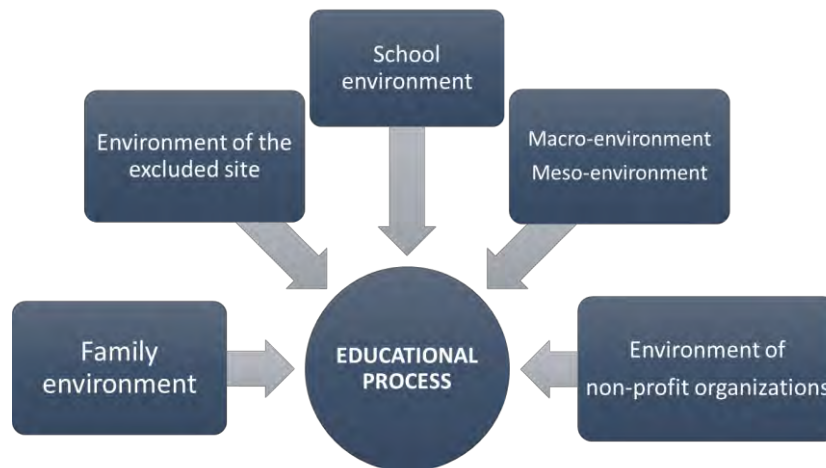 School
environment
Environment of the
excluded site
Macro-environment
Meso-environment
Family
environment
EDUCATIONAL
PROCESS
Environment of
non-profit organizations